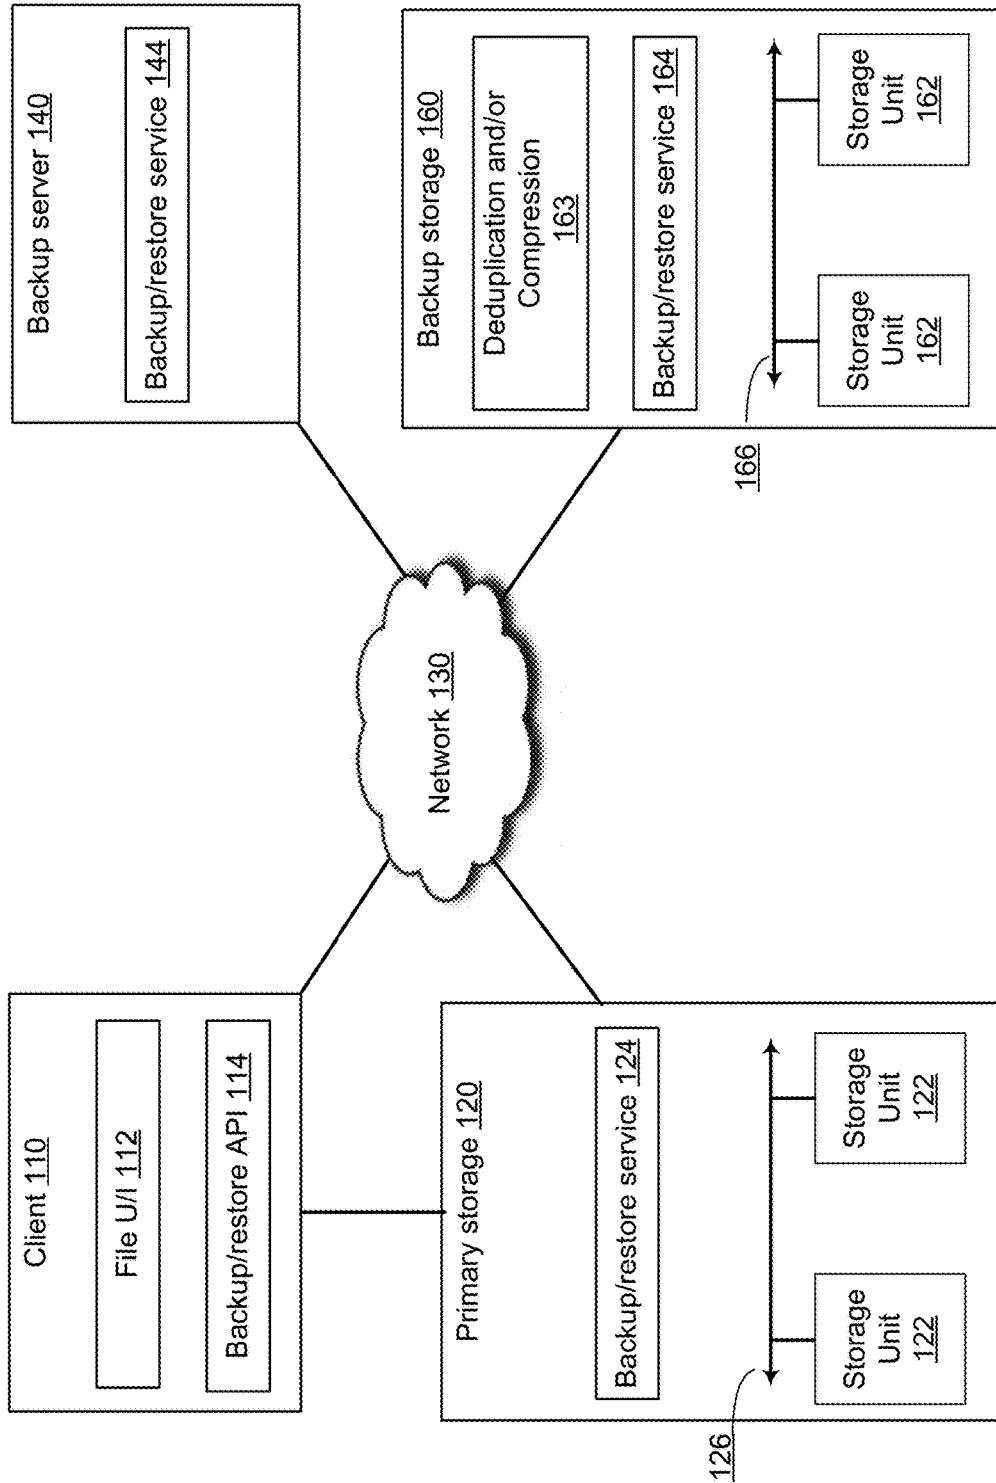 Client 110
File U/I 112
Backup/restore API 114
Primary storage 120
Backup/restore service 124
126
Storage
Unit
122
Storage
Unit
122
Network 130
Backup server 140
Backup/restore service 144
Backup storage 160
Deduplication and/or
Compression
163
Backup/restore service 164
166
Storage
Unit
162
Storage
Unit
162